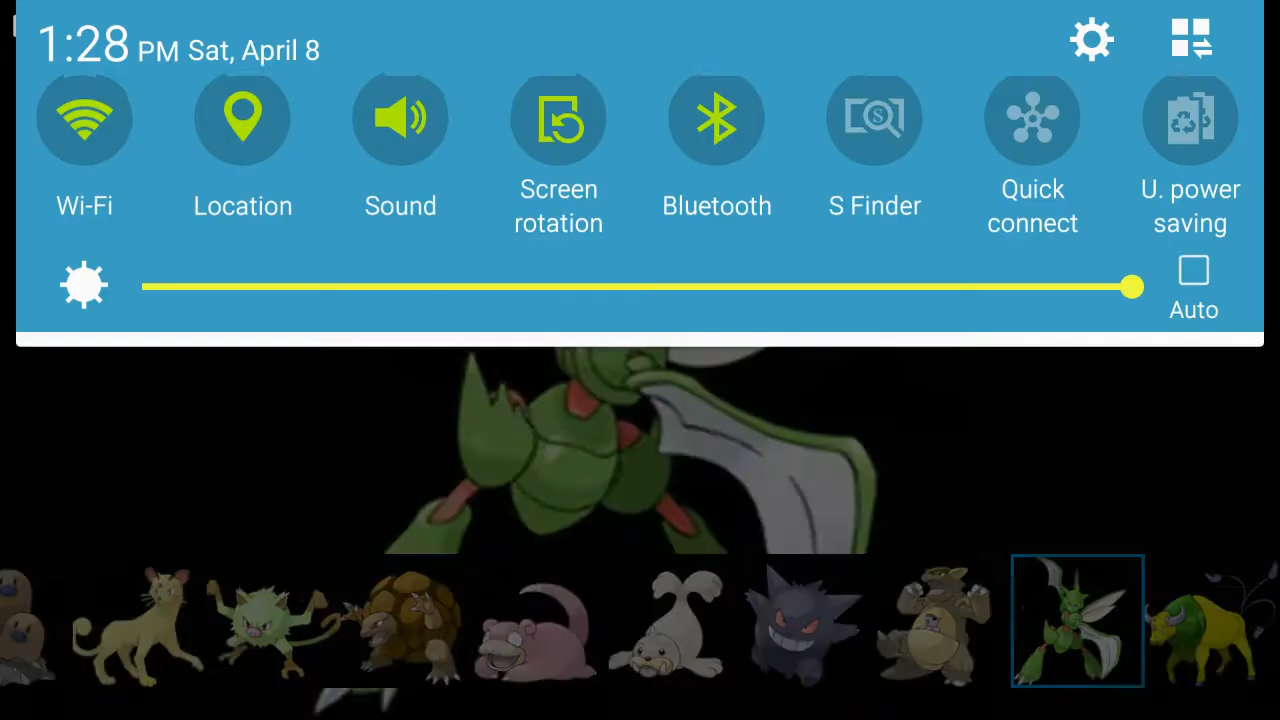 1:28 PM Sat, April 8
Wi-Fi
Location
Sound
Screen
rotation
Bluetooth
S
S Finder
Quick
connect
U. power
saving
Auto